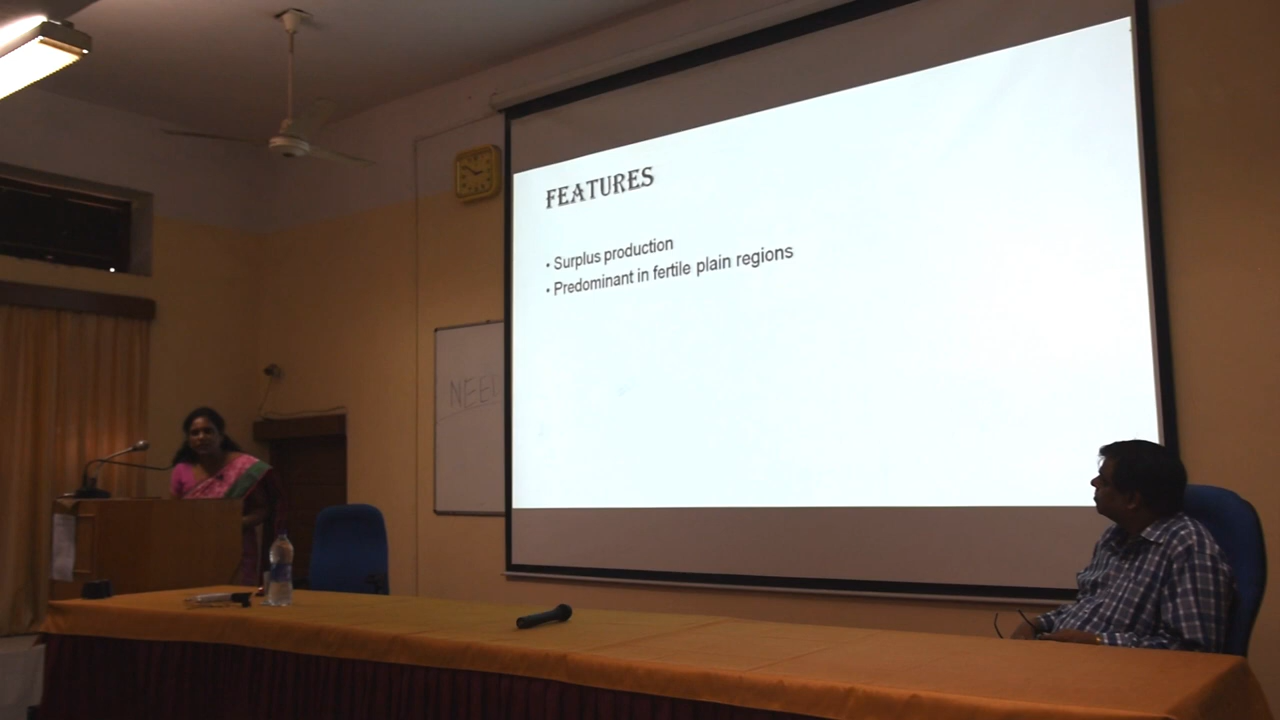 FEATURES
• Surplus production
• Predominant in fertile plain regions